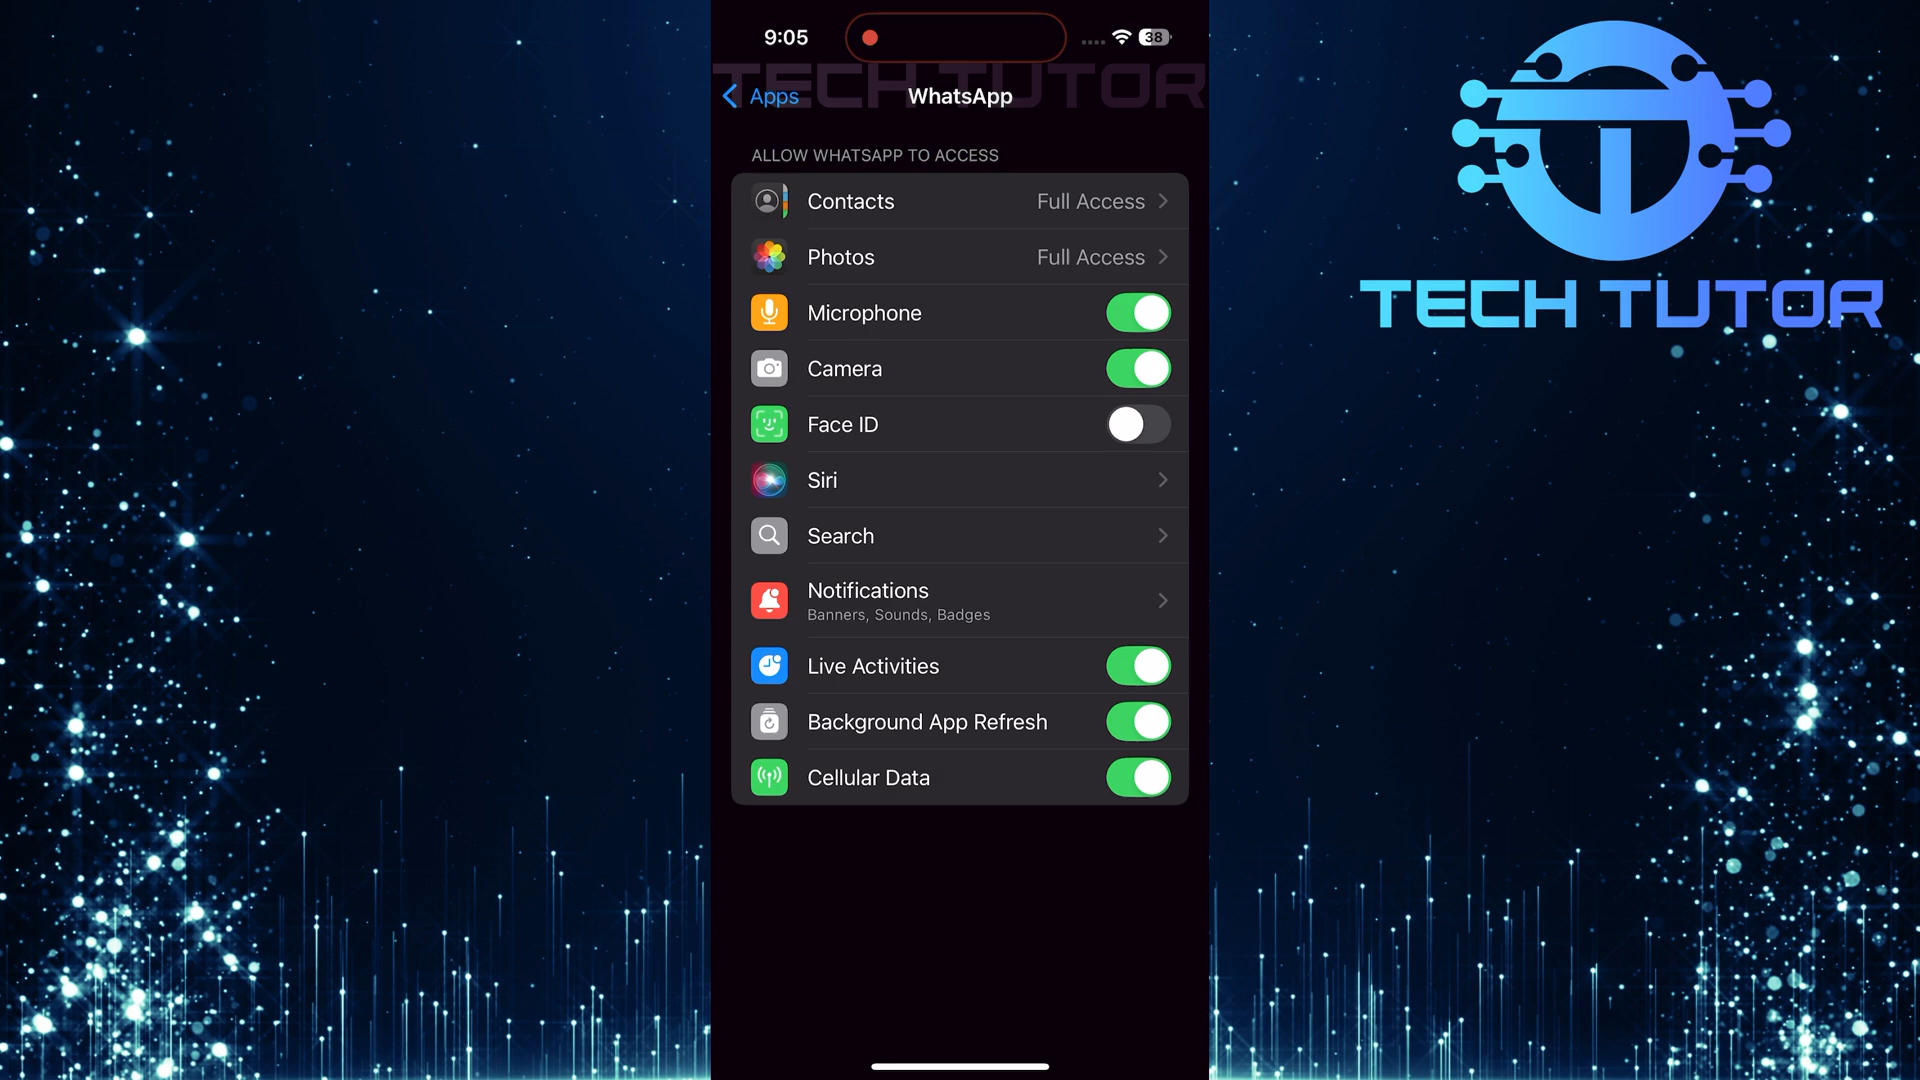 9:05
38
TECH TUTOR
Apps
WhatsApp
ALLOW WHATSAPP TO ACCESS
Contacts
Full Access
Photos
Full Access
Microphone
Camera
Face ID
Siri
Search
Notifications
Banners, Sounds, Badges
Live Activities
Background App Refresh
Cellular Data
TECH TUTOR